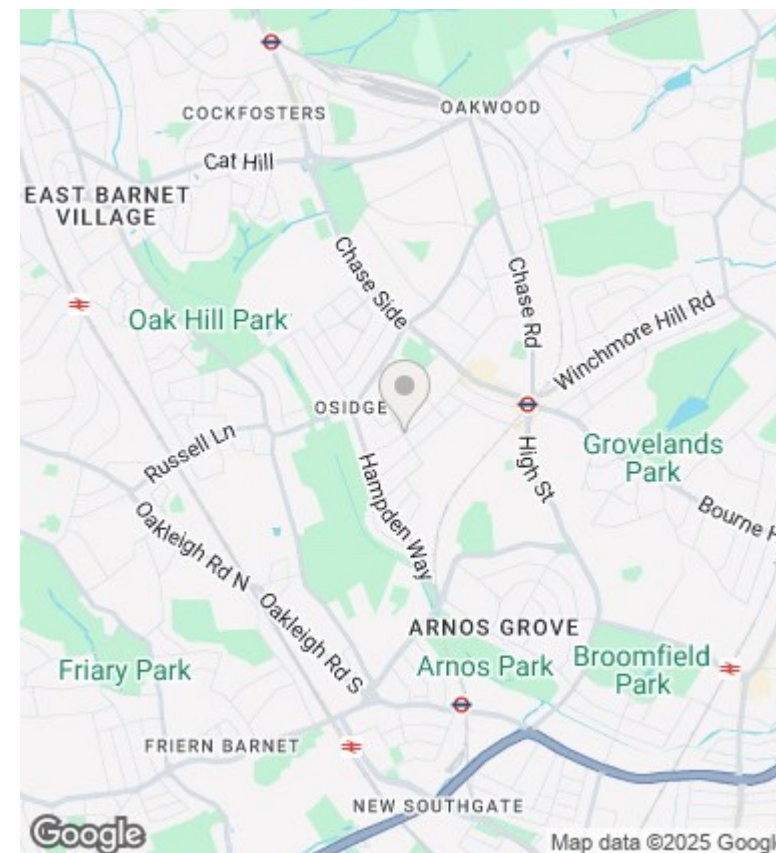 COCKFOSTERS
OAKWOOD
Cat Hill
EAST BARNET
VILLAGE
Chase Side
Chase Rd
Oak Hill Park
Winchmore Hill Rd
OSIDGE
Russell Ln
High St
Grovelands
Park
Hampden Way
Bourne H
Oakleigh Rd N
Oakleigh Rd S
ARNOS GROVE
Friary Park
Arnos Park
Broomfield
Park
FRIERN BARNET
NEW SOUTHGATE
Google
Map data ©2025 Googl